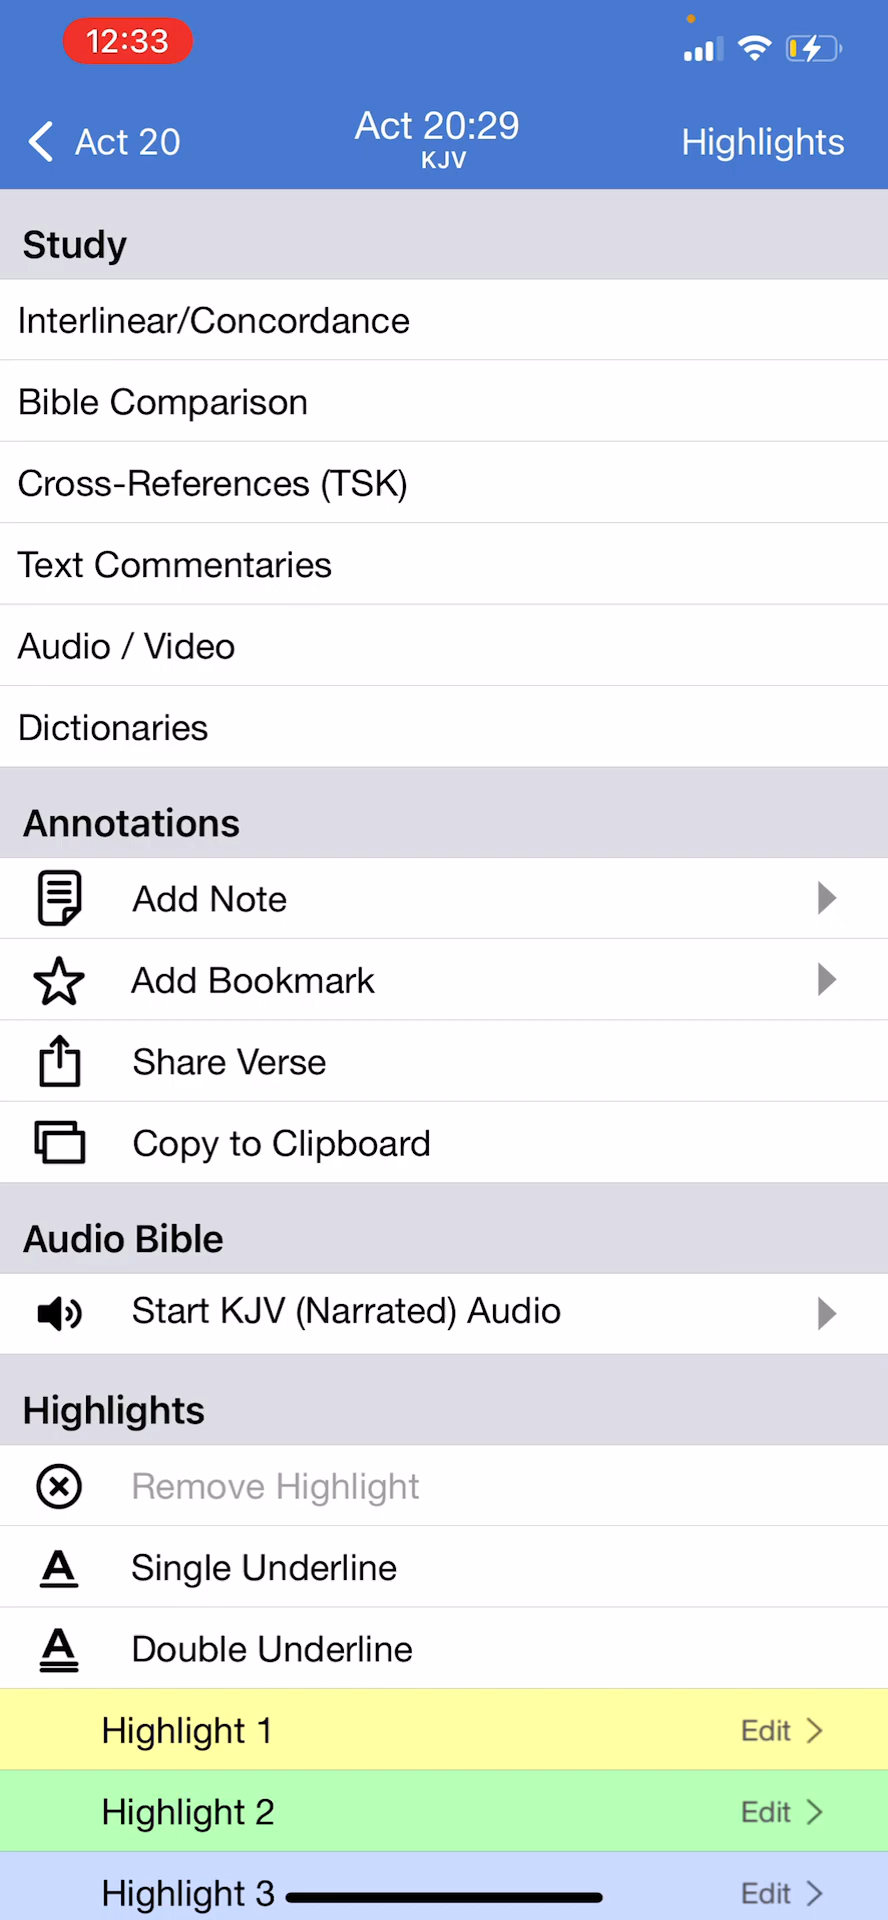 12:33
Act 20
Act 20:29
KJV
Highlights
Study
Interlinear/Concordance
Bible Comparison
Cross-References (TSK)
Text Commentaries
Audio / Video
Dictionaries
Annotations
Add Note
Add Bookmark
Share Verse
Copy to Clipboard
Audio Bible
Start KJV (Narrated) Audio
Highlights
Remove Highlight
A Single Underline
A Double Underline
Highlight 1 Edit
Highlight 2 Edit
Highlight 3 Edit